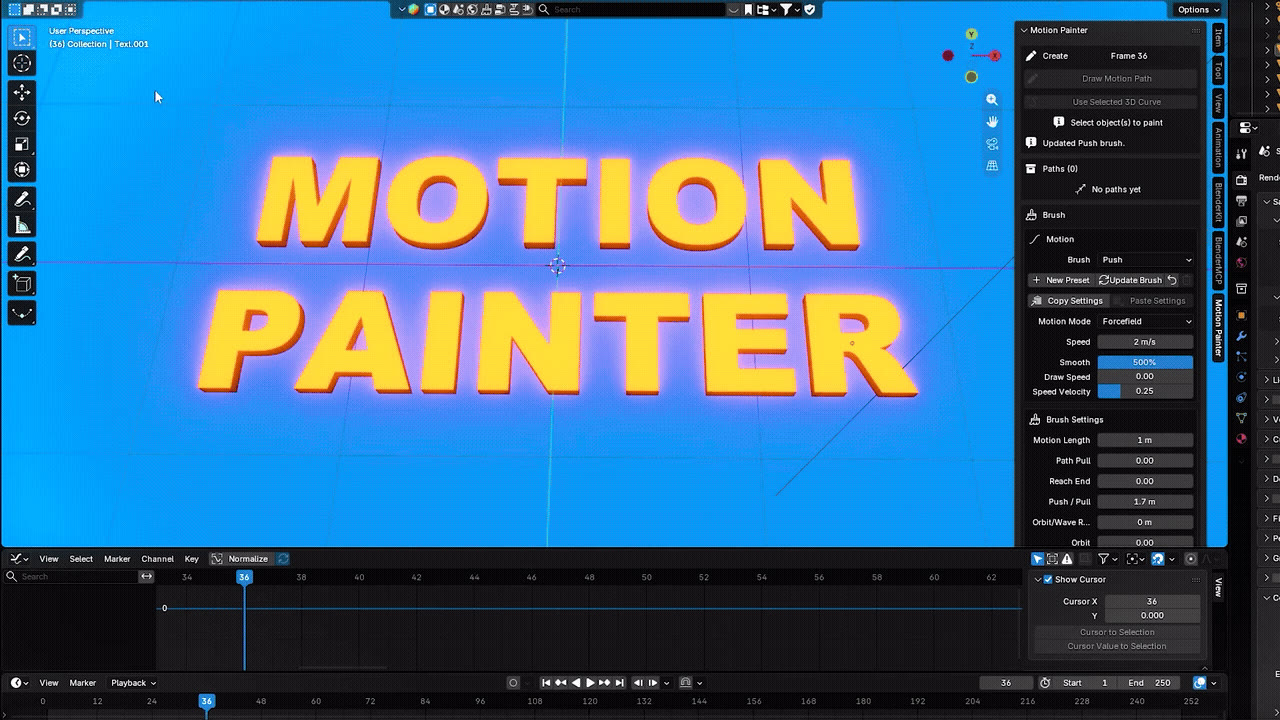 Search
Options
User Perspective
(36) Collection | Text.001
Y
Z
X
MOTION
PAINTER
Motion Painter
Create Frame 36
Draw Motion Path
Use Selected 3D Curve
Select object(s) to paint
Updated Push brush.
Paths (0)
No paths yet
Brush
Motion
Brush Push
New Preset Update Brush
Copy Settings Paste Settings
Motion Mode Forcefield
Speed 2 m/s
Smooth 500%
Draw Speed 0.00
Speed Velocity 0.25
Brush Settings
Motion Length 1 m
Path Pull 0.00
Reach End 0.00
Push / Pull 1.7 m
Orbit/Wave R... 0 m
Orbit 0.00
Item
Tool
View
Animation
BlenderKit
BlenderMCP
Motion Painter
View Select Marker Channel Key Normalize
Search
34 36 38 40 42 44 46 48 50 52 54 56 58 60 62
0
Show Cursor
Cursor X 36
Y 0.000
Cursor to Selection
Cursor Value to Selection
View
View Marker Playback
36 Start 1 End 250
0 12 24 36 48 60 72 84 96 108 120 132 144 156 168 180 192 204 216 228 240 252